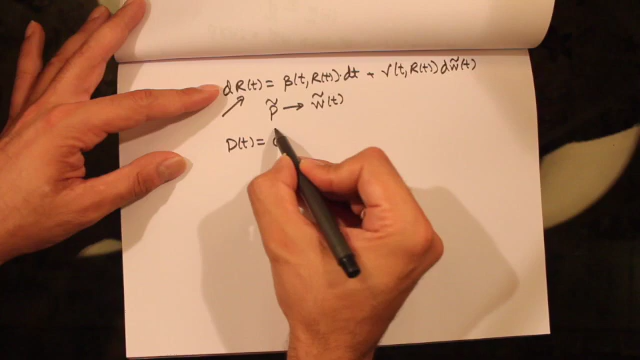 dR(t) = β(t, R(t))·dt + γ(t, R(t)) dw̃(t)
p̃ → w̃(t)
D(t) =